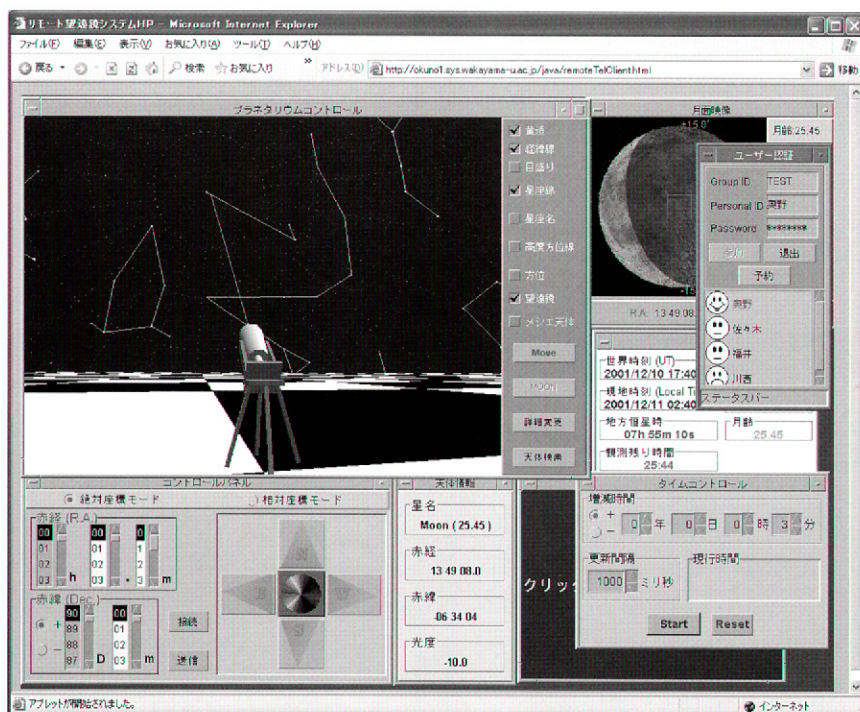 リモート望遠鏡システムHP - Microsoft Internet Explorer
ファイル(F) 編集(E) 表示(V) お気に入り(A) ツール(T) ヘルプ(H)
戻る 検索 お気に入り » アドレス(D) http://okuno1.sys.wakayama-u.ac.jp/java/remoteTelClient.html 移動
プラネタリウムコントロール
黄道
経緯線
目盛り
星座線
星座名
高度方位線
方位
望遠鏡
メシエ天体
Move
MOON
詳細変更
天体検索
月面映像
+15.0'
月齢:25.45
-15
R.A: 13 49 08.
ユーザー認証
Group ID TEST
Personal ID 奥野
Password ********
参加 退出
予約
奥野
佐々木
福井
川西
ステータスバー
世界時刻 (UT)
2001/12/10 17:40
現地時刻 (Local Ti
2001/12/11 02:40
地方恒星時
07h 55m 10s
月齢
25.45
観測残り時間
25:44
コントロールパネル
絶対座標モード 相対座標モード
赤経 (R.A.)
00 00 0
01 01 1
02 02 2
03 h 03 . 3 m
赤緯 (Dec.)
+ 90 00
89 01
- 88 02
87 D 03 m
接続
送信
N
E W
S
天体情報
星名
Moon ( 25.45 )
赤経
13 49 08.0
赤緯
-06 34 04
光度
-10.0
クリック
タイムコントロール
増減時間
+ - 0 年 0 日 0 時 3 分
更新間隔
1000 ミリ秒
現行時間
Start Reset
アプレットが開始されました。 インターネット